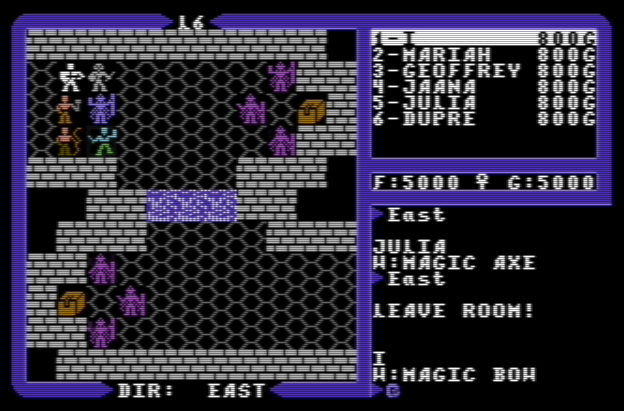 L6
1-I 800G
2-MARIAH 800G
3-GEOFFREY 800G
4-JAANA 800G
5-JULIA 800G
6-DUPRE 800G
F:5000 ♀ G:5000
East
JULIA
W:MAGIC AXE
East
LEAVE ROOM!
I
W:MAGIC BOW
DIR: EAST